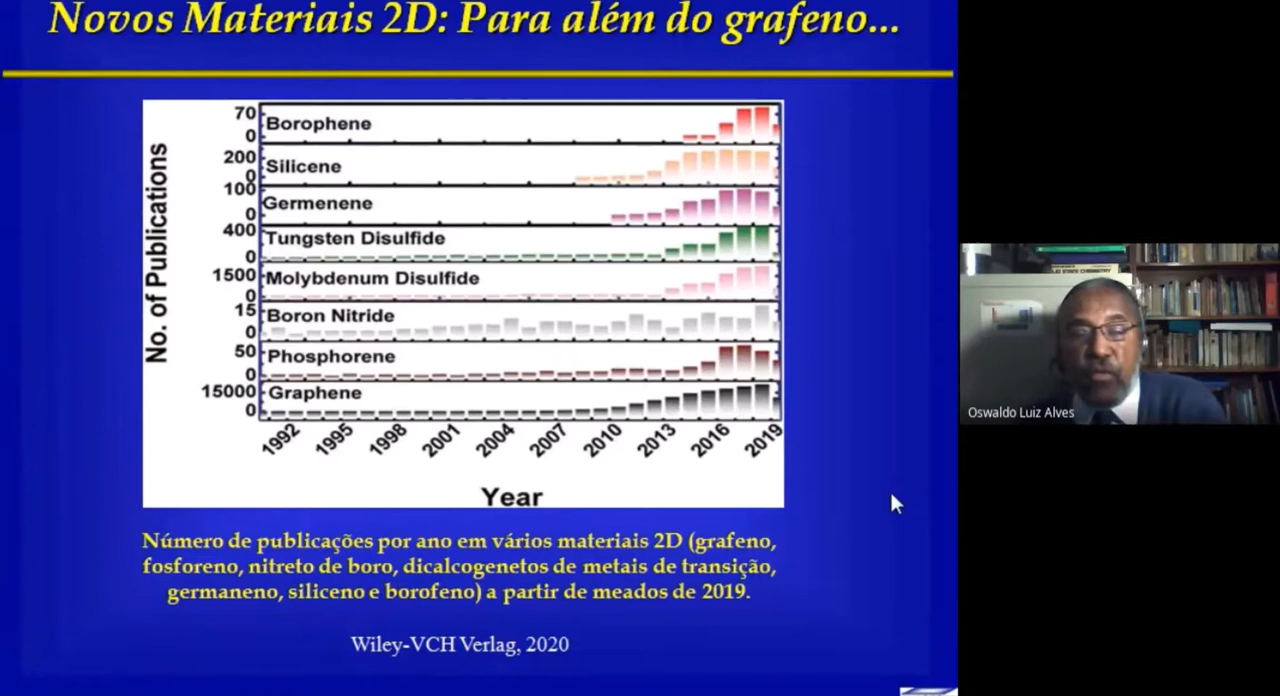 Novos Materiais 2D: Para além do grafeno...
No. of Publications
70
0
Borophene
200
0
Silicene
100
0
Germenene
400
0
Tungsten Disulfide
1500
0
Molybdenum Disulfide
15
0
Boron Nitride
50
0
Phosphorene
15000
0
Graphene
1992 1995 1998 2001 2004 2007 2010 2013 2016 2019
Year
Número de publicações por ano em vários materiais 2D (grafeno,
fosforeno, nitreto de boro, dicalcogenetos de metais de transição,
germaneno, siliceno e borofeno) a partir de meados de 2019.
Wiley-VCH Verlag, 2020
STATE CHEMISTRY
Oswaldo Luiz Alves